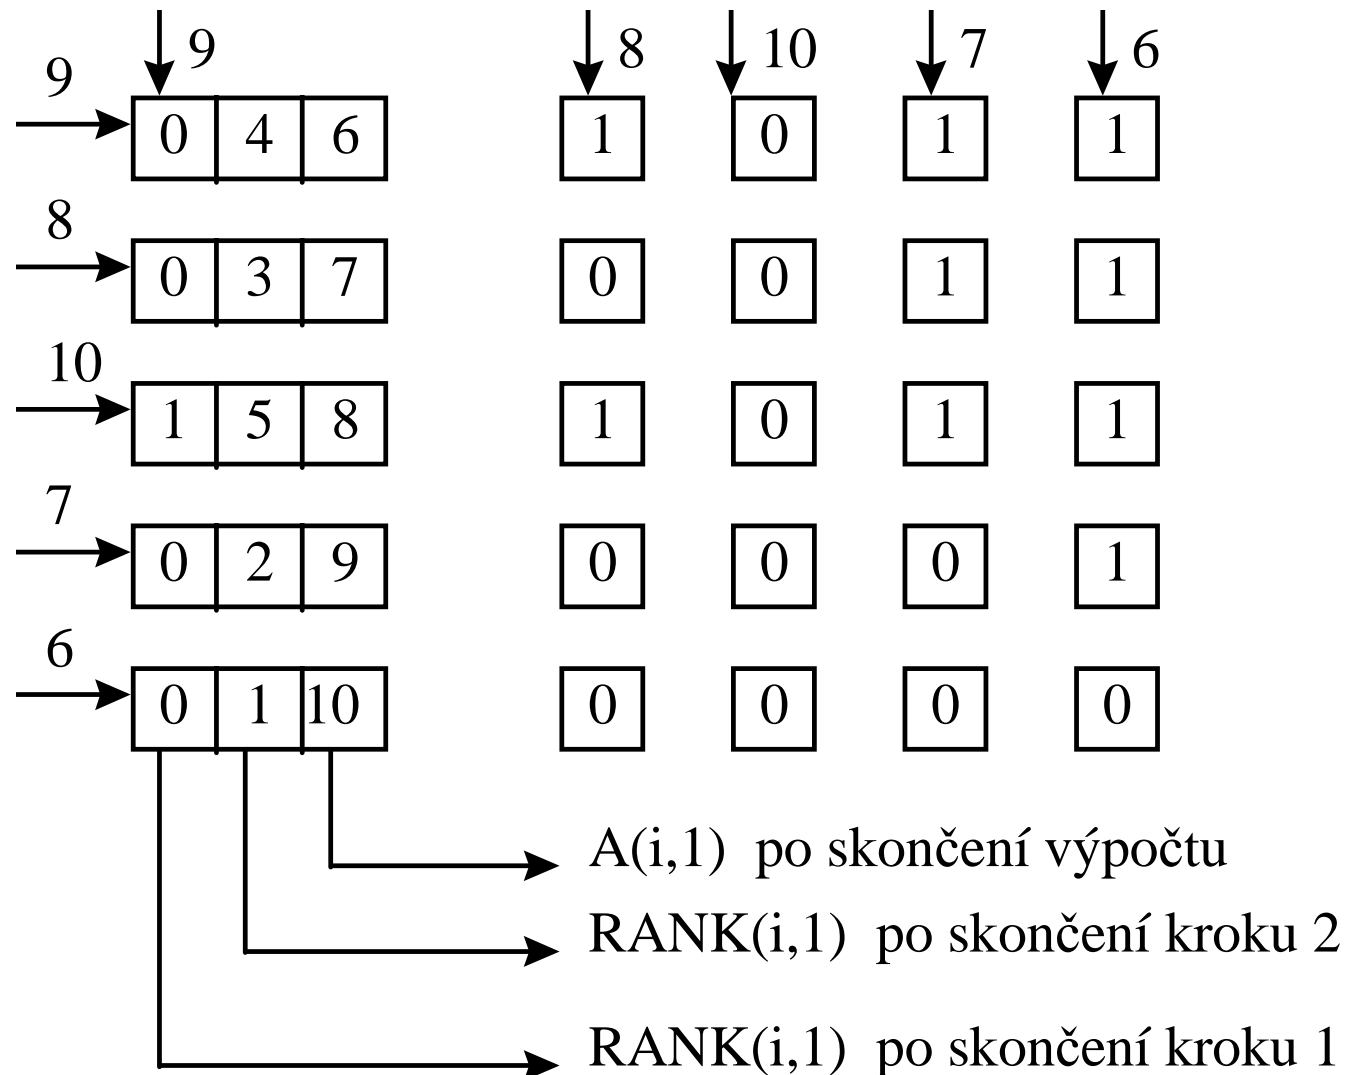 9 8 10 7 6
9
0 4 6 1 0 1 1
8
0 3 7 0 0 1 1
10
1 5 8 1 0 1 1
7
0 2 9 0 0 0 1
6
0 1 10 0 0 0 0
A(i,1) po skončení výpočtu
RANK(i,1) po skončení kroku 2
RANK(i,1) po skončení kroku 1